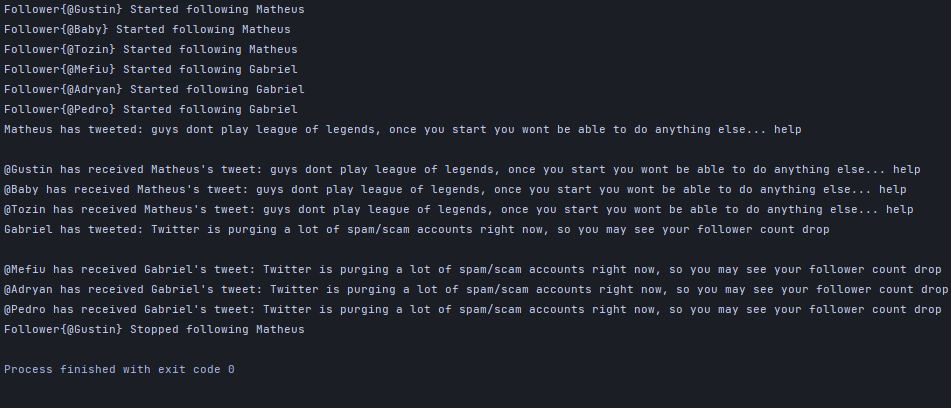 Follower{@Gustin} Started following Matheus
Follower{@Baby} Started following Matheus
Follower{@Tozin} Started following Matheus
Follower{@Mefiu} Started following Gabriel
Follower{@Adryan} Started following Gabriel
Follower{@Pedro} Started following Gabriel
Matheus has tweeted: guys dont play league of legends, once you start you wont be able to do anything else... help
@Gustin has received Matheus's tweet: guys dont play league of legends, once you start you wont be able to do anything else... help
@Baby has received Matheus's tweet: guys dont play league of legends, once you start you wont be able to do anything else... help
@Tozin has received Matheus's tweet: guys dont play league of legends, once you start you wont be able to do anything else... help
Gabriel has tweeted: Twitter is purging a lot of spam/scam accounts right now, so you may see your follower count drop
@Mefiu has received Gabriel's tweet: Twitter is purging a lot of spam/scam accounts right now, so you may see your follower count drop
@Adryan has received Gabriel's tweet: Twitter is purging a lot of spam/scam accounts right now, so you may see your follower count drop
@Pedro has received Gabriel's tweet: Twitter is purging a lot of spam/scam accounts right now, so you may see your follower count drop
Follower{@Gustin} Stopped following Matheus
Process finished with exit code 0